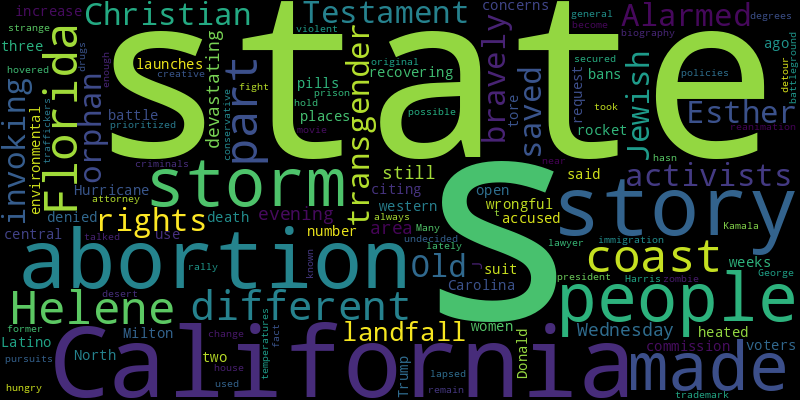 increase
Christian
Testament
concerns
general
Alarmed
degrees
strange
become
biography
three
Florida
drugs
state
launches
violent
ago
hovered
orphan
devastating
creative
fight
transgender
original
recovering
bravely
secured
bans
policies
detour
battleground
invoking
environmental
traffickers
enough
battle
prioritized
part
conservative
pills
prison
hold
places
possible
tore
saved
request
rocket
took
Jewish
Esther
movie
reanimation
criminals
near
hasn
storm
still
s
said
activists
Hurricane
attorney
citing
open
wrongful
story
denied
rights
death
evening
western
always
accused
t
central
talked
use
number
area
Many
undecided
lately
lawyer
immigration
Kamala
abortion
rally
known
old
suit
J
coast
president
Harris
zombie
weeks
George
desert
Carolina
Helene
different
people
former
Milton
change
temperatures
fact
landfall
women
Donald
Wednesday
heated
voters
Latino
North
California
commission
made
pursuits
two
house
Trump
lapsed
hungry
used
remain
trademark